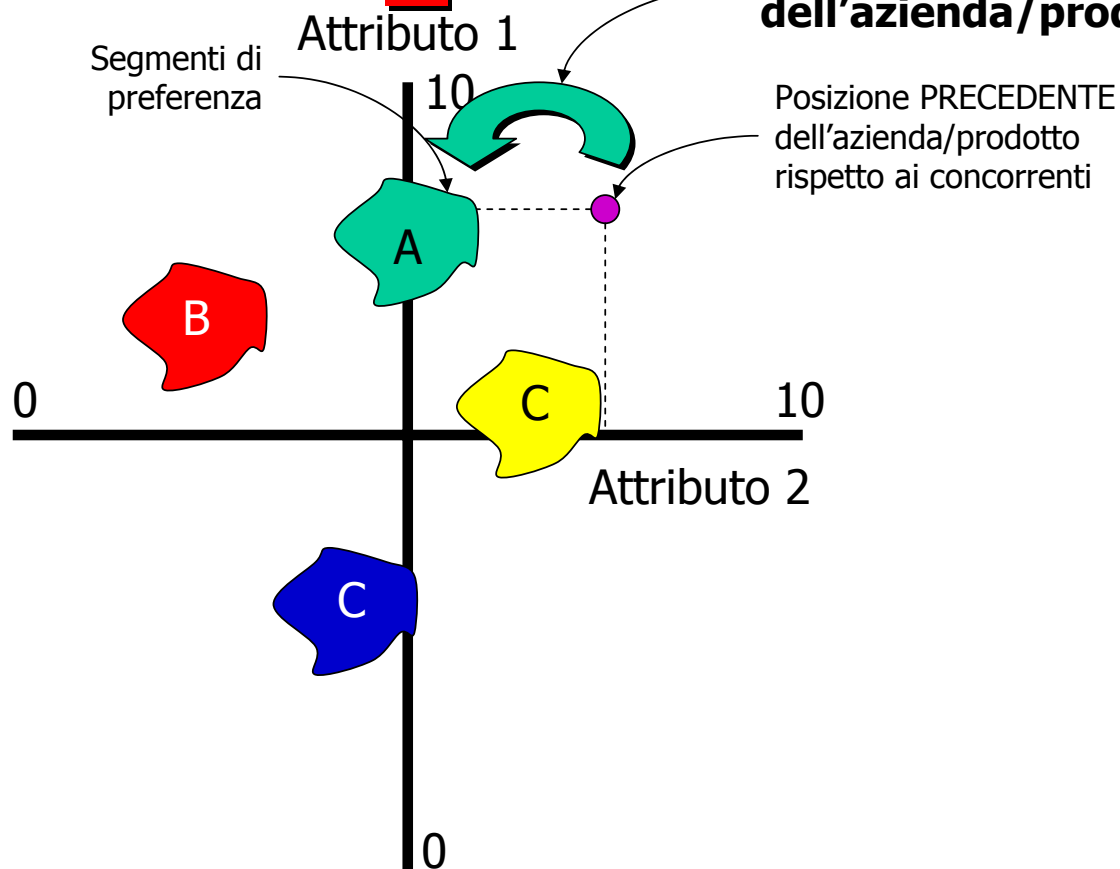 dell’azienda/prod
Attributo 1
Segmenti di
preferenza
10
Posizione PRECEDENTE
dell’azienda/prodotto
rispetto ai concorrenti
A
B
C
0
10
Attributo 2
C
0